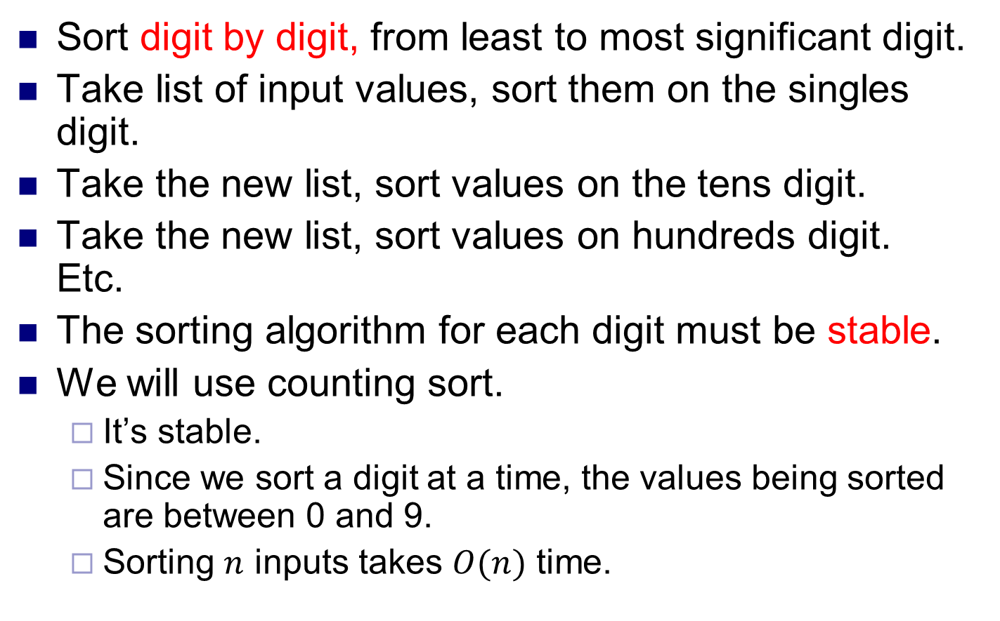 Sort digit by digit, from least to most significant digit.
Take list of input values, sort them on the singles
digit.
Take the new list, sort values on the tens digit.
Take the new list, sort values on hundreds digit.
Etc.
The sorting algorithm for each digit must be stable.
We will use counting sort.
It’s stable.
Since we sort a digit at a time, the values being sorted
are between 0 and 9.
Sorting n inputs takes O(n) time.